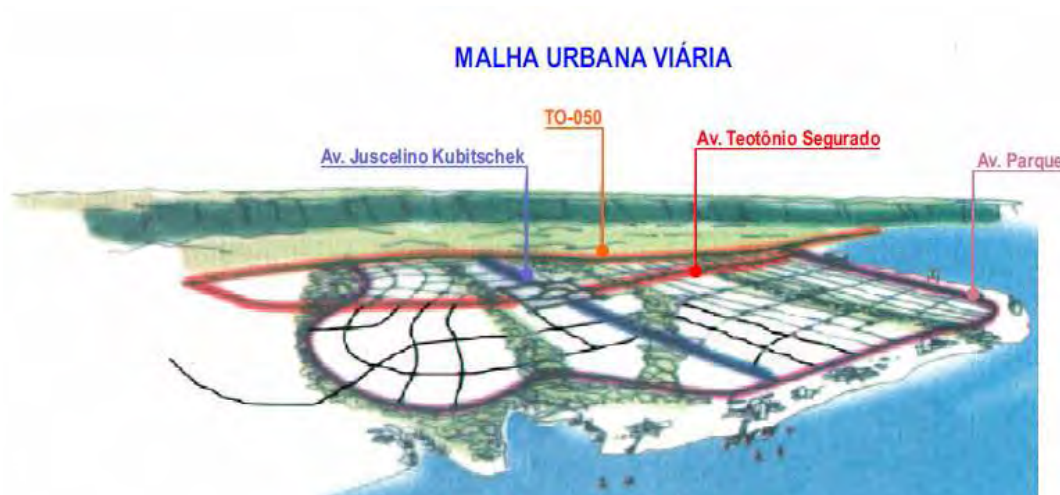 MALHA URBANA VIÁRIA
TO-050
Av. Juscelino Kubitschek
Av. Teotônio Segurado
Av. Parque